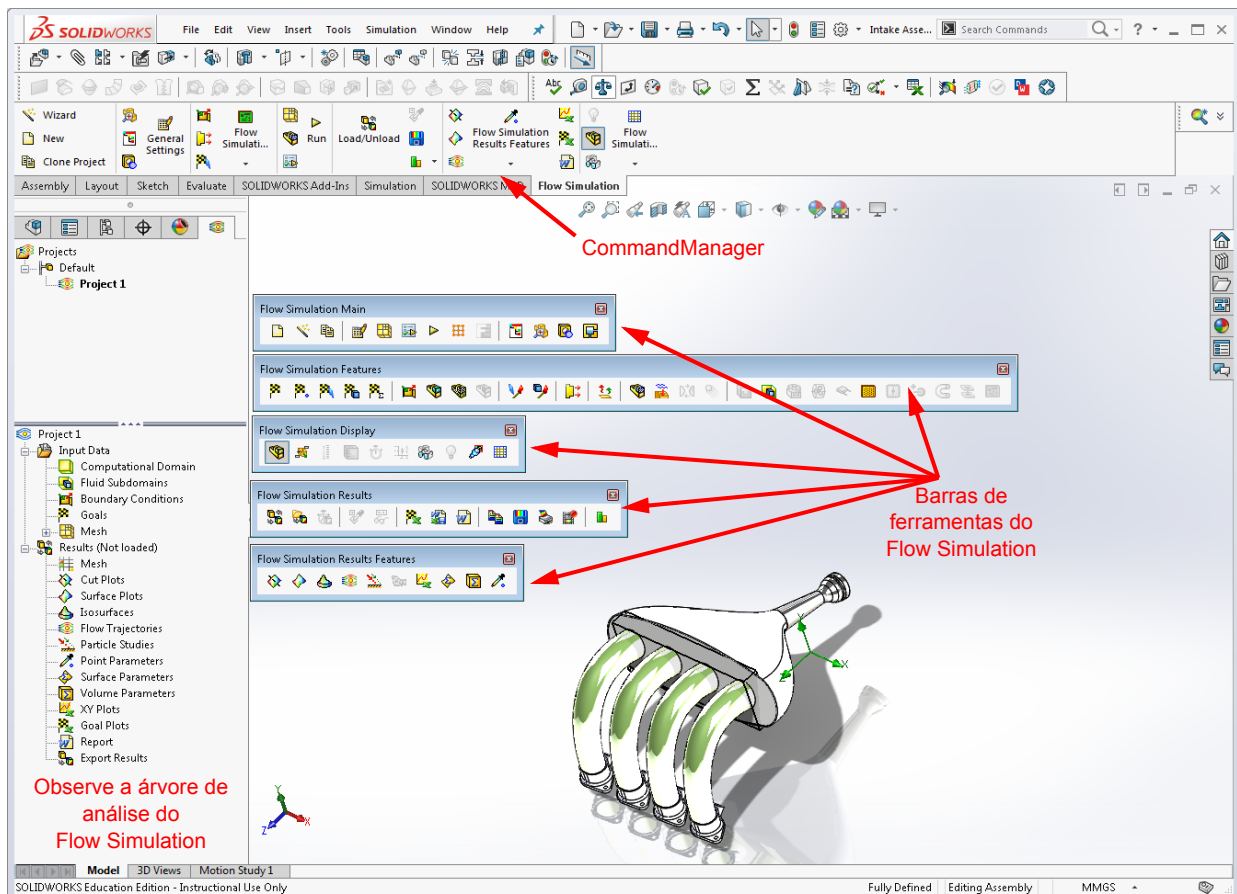 SOLIDWORKS File Edit View Insert Tools Simulation Window Help Intake Asse... Search Commands
Wizard
New
Clone Project
General Settings
Flow Simulati...
Run
Load/Unload
Flow Simulation Results Features
Flow Simulati...
Assembly Layout Sketch Evaluate SOLIDWORKS Add-Ins Simulation SOLIDWORKS Flow Simulation
CommandManager
Projects
Default
Project 1
Flow Simulation Main
Flow Simulation Features
Flow Simulation Display
Flow Simulation Results
Flow Simulation Results Features
Barras de
ferramentas do
Flow Simulation
Project 1
Input Data
Computational Domain
Fluid Subdomains
Boundary Conditions
Goals
Mesh
Results (Not loaded)
Mesh
Cut Plots
Surface Plots
Isosurfaces
Flow Trajectories
Particle Studies
Point Parameters
Surface Parameters
Volume Parameters
XY Plots
Goal Plots
Report
Export Results
Observe a árvore de
análise do
Flow Simulation
Y
X
Z
Y
X
Z
Model 3D Views Motion Study 1
SOLIDWORKS Education Edition - Instructional Use Only Fully Defined Editing Assembly MMGS